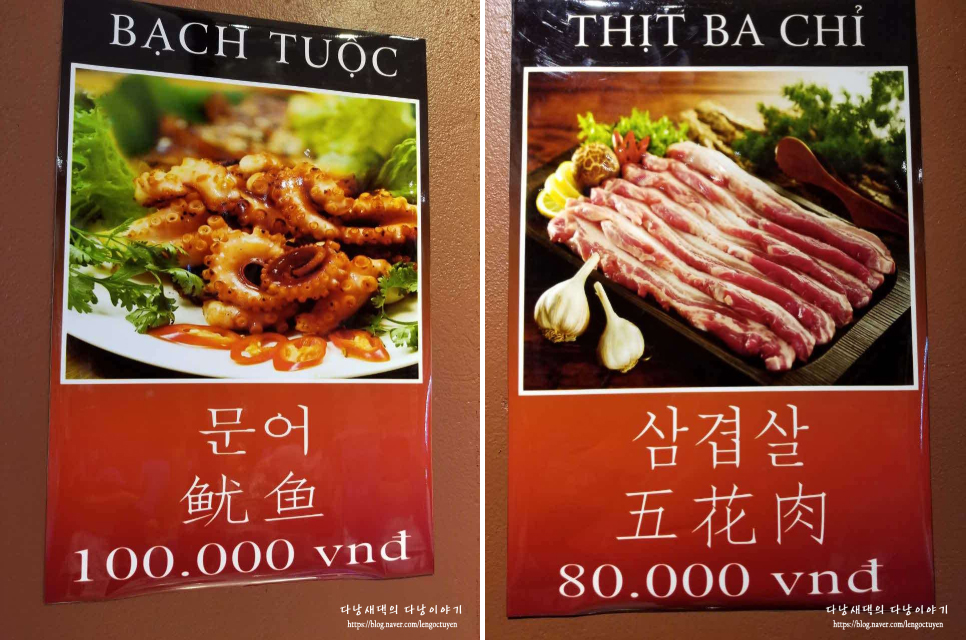 BẠCH TUỘC
문어
鱿鱼
100.000 vnđ
다낭새댁의 다낭이야기
https://blog.naver.com/lengoctuyen
THỊT BA CHỈ
삼겹살
五花肉
80.000 vnđ
다낭새댁의 다낭이야기
https://blog.naver.com/lengoctuyen